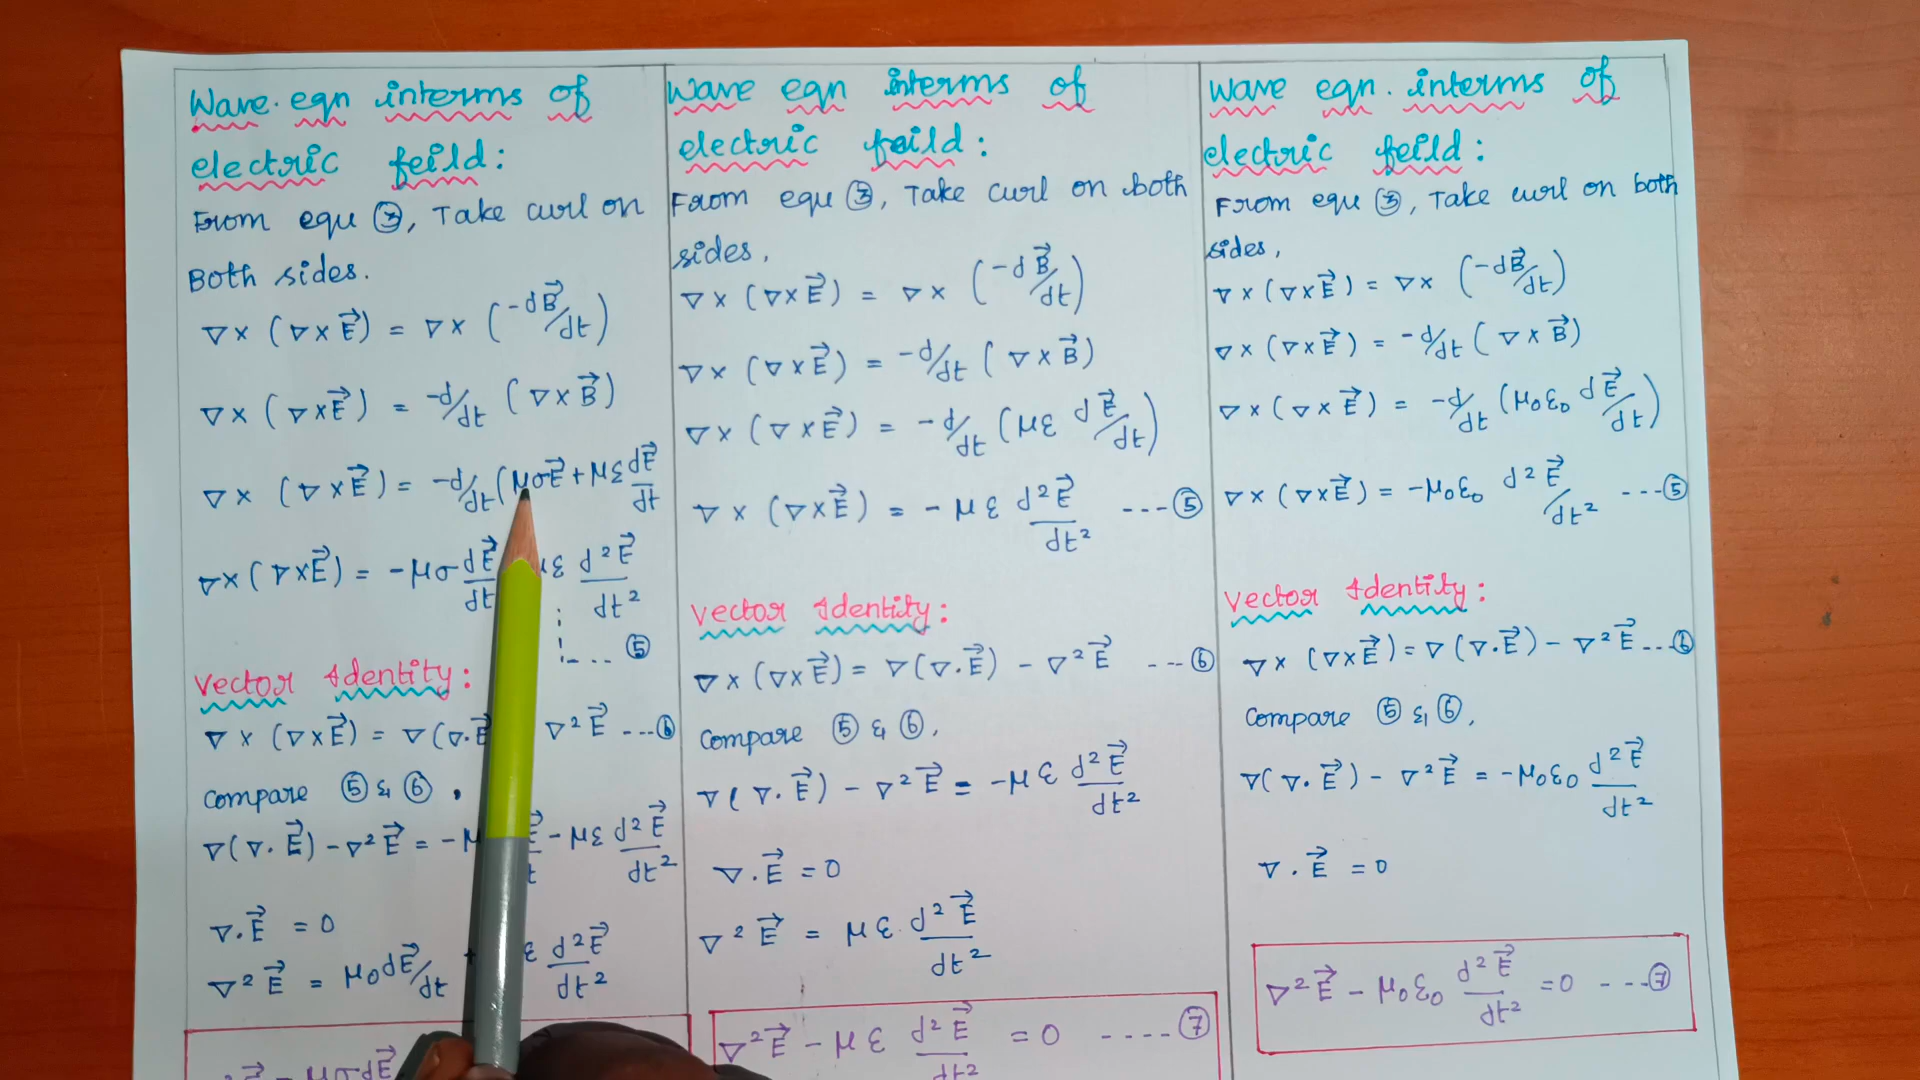 Wave eqn interms of
electric feild:
From equ ③, Take curl on
Both sides.
∇ × (∇×E⃗) = ∇× (-dB⃗/dt)
∇× (∇×E⃗) = -d/dt (∇×B⃗)
∇× (∇×E⃗) = -d/dt (μσE⃗ + με dE⃗/dt
∇×(∇×E⃗) = -μσ dE⃗/dt με d²E⃗/dt²
---- ⑤
Vector Identity:
∇ × (∇×E⃗) = ∇(∇.E⃗ ∇²E⃗ ---⑥
Compare ⑤ & ⑥.
∇(∇.E⃗) - ∇²E⃗ = -μ E⃗/t - με d²E⃗/dt²
∇.E⃗ = 0
∇²E⃗ = μσ dE⃗/dt + ε d²E⃗/dt²
²E⃗ - μσ dE⃗
Wave eqn interms of
electric feild:
From equ ③, Take curl on both
sides,
∇ × (∇×E⃗) = ∇× (-dB⃗/dt)
∇× (∇×E⃗) = -d/dt (∇×B⃗)
∇× (∇×E⃗) = -d/dt (με dE⃗/dt)
∇× (∇×E⃗) = -με d²E⃗/dt² ---⑤
Vector Identity:
∇× (∇×E⃗) = ∇(∇.E⃗) - ∇²E⃗ ---⑥
Compare ⑤ & ⑥,
∇(∇.E⃗) - ∇²E⃗ = -με d²E⃗/dt²
∇.E⃗ = 0
∇²E⃗ = με d²E⃗/dt²
∇²E⃗ - με d²E⃗/dt² = 0 ----⑦
Wave eqn. interms of
electric feild:
From equ ③, Take curl on both
sides,
∇ × (∇×E⃗) = ∇× (-dB⃗/dt)
∇× (∇×E⃗) = -d/dt (∇×B⃗)
∇× (∇×E⃗) = -d/dt (μ₀ε₀ dE⃗/dt)
∇× (∇×E⃗) = -μ₀ε₀ d²E⃗/dt² ---⑤
Vector Identity:
∇× (∇×E⃗) = ∇(∇.E⃗) - ∇²E⃗ ---⑥
Compare ⑤ & ⑥,
∇(∇.E⃗) - ∇²E⃗ = -μ₀ε₀ d²E⃗/dt²
∇.E⃗ = 0
∇²E⃗ - μ₀ε₀ d²E⃗/dt² = 0 ---⑦